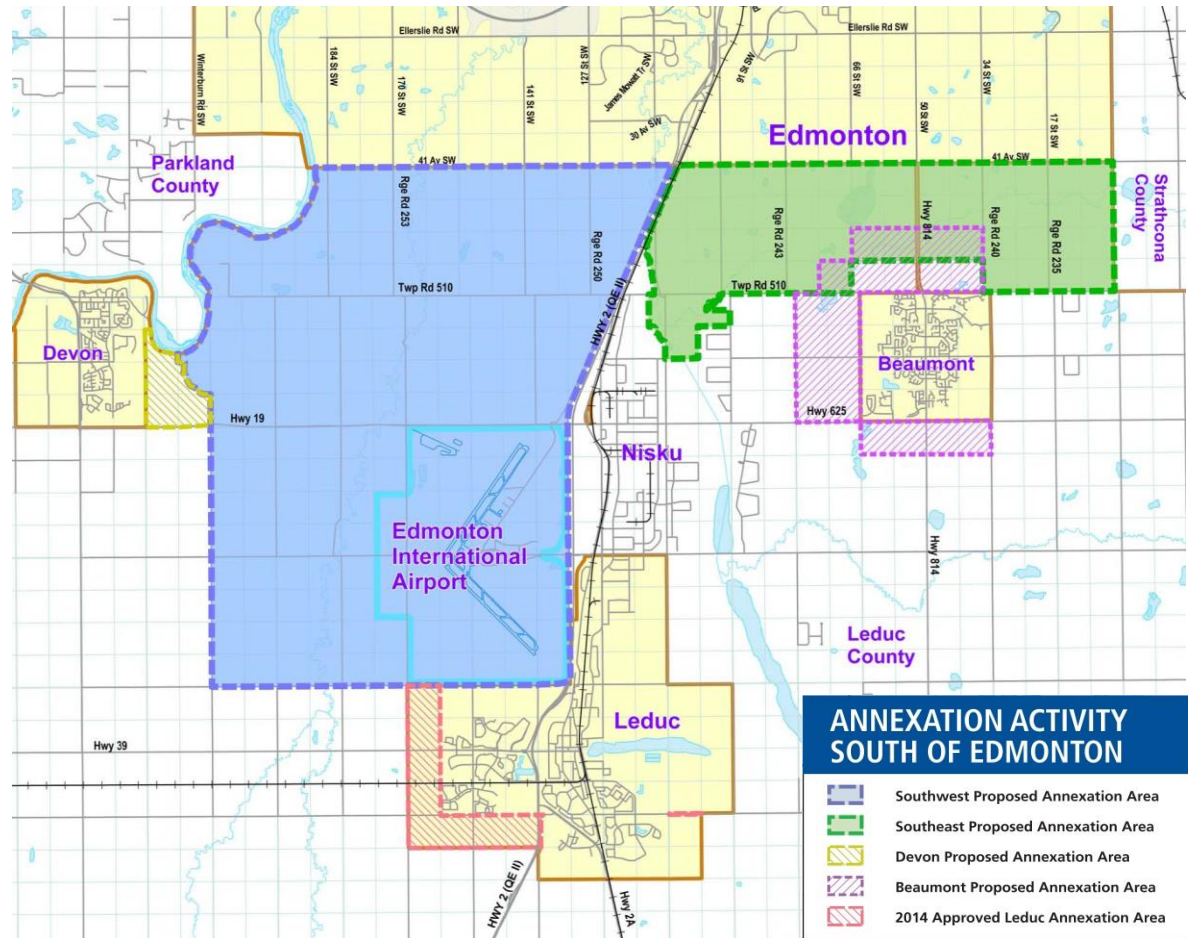 Ellerslie Rd SW
Ellerslie Rd SW
Winterburn Rd SW
184 St SW
170 St SW
141 St SW
127 St SW
James Mowatt Tr SW
30 Av SW
91 St SW
66 St SW
50 St SW
34 St SW
17 St SW
Edmonton
Parkland
County
41 Av SW
41 Av SW
Strathcona
County
Rge Rd 253
Rge Rd 250
Rge Rd 243
Hwy 814
Rge Rd 240
Rge Rd 235
Twp Rd 510
Twp Rd 510
HWY 2 (QE II)
Devon
Beaumont
Hwy 19
Hwy 625
Nisku
Edmonton
International
Airport
Hwy 814
Leduc
County
Leduc
Hwy 39
HWY 2 (QE II)
Hwy 2A
ANNEXATION ACTIVITY
SOUTH OF EDMONTON
Southwest Proposed Annexation Area
Southeast Proposed Annexation Area
Devon Proposed Annexation Area
Beaumont Proposed Annexation Area
2014 Approved Leduc Annexation Area